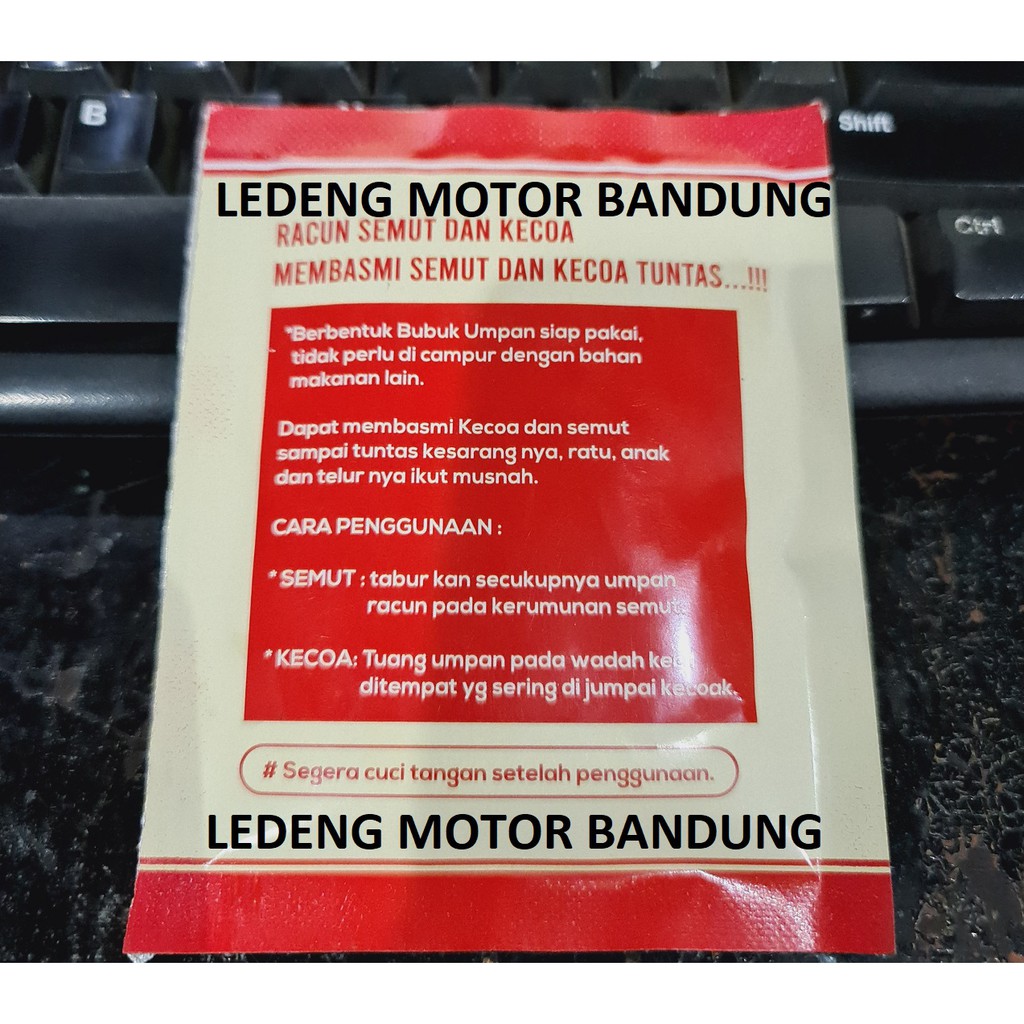 B
Shift
Ctrl
LEDENG MOTOR BANDUNG
RACUN SEMUT DAN KECOA
MEMBASMI SEMUT DAN KECOA TUNTAS...!!!
*Berbentuk Bubuk Umpan siap pakai,
tidak perlu di campur dengan bahan
makanan lain.
Dapat membasmi Kecoa dan semut
sampai tuntas kesarang nya, ratu, anak
dan telur nya ikut musnah.
CARA PENGGUNAAN :
* SEMUT : tabur kan secukupnya umpan
racun pada kerumunan semut
* KECOA: Tuang umpan pada wadah
ditempat yg sering di jumpai kecoak.
# Segera cuci tangan setelah penggunaan.
LEDENG MOTOR BANDUNG